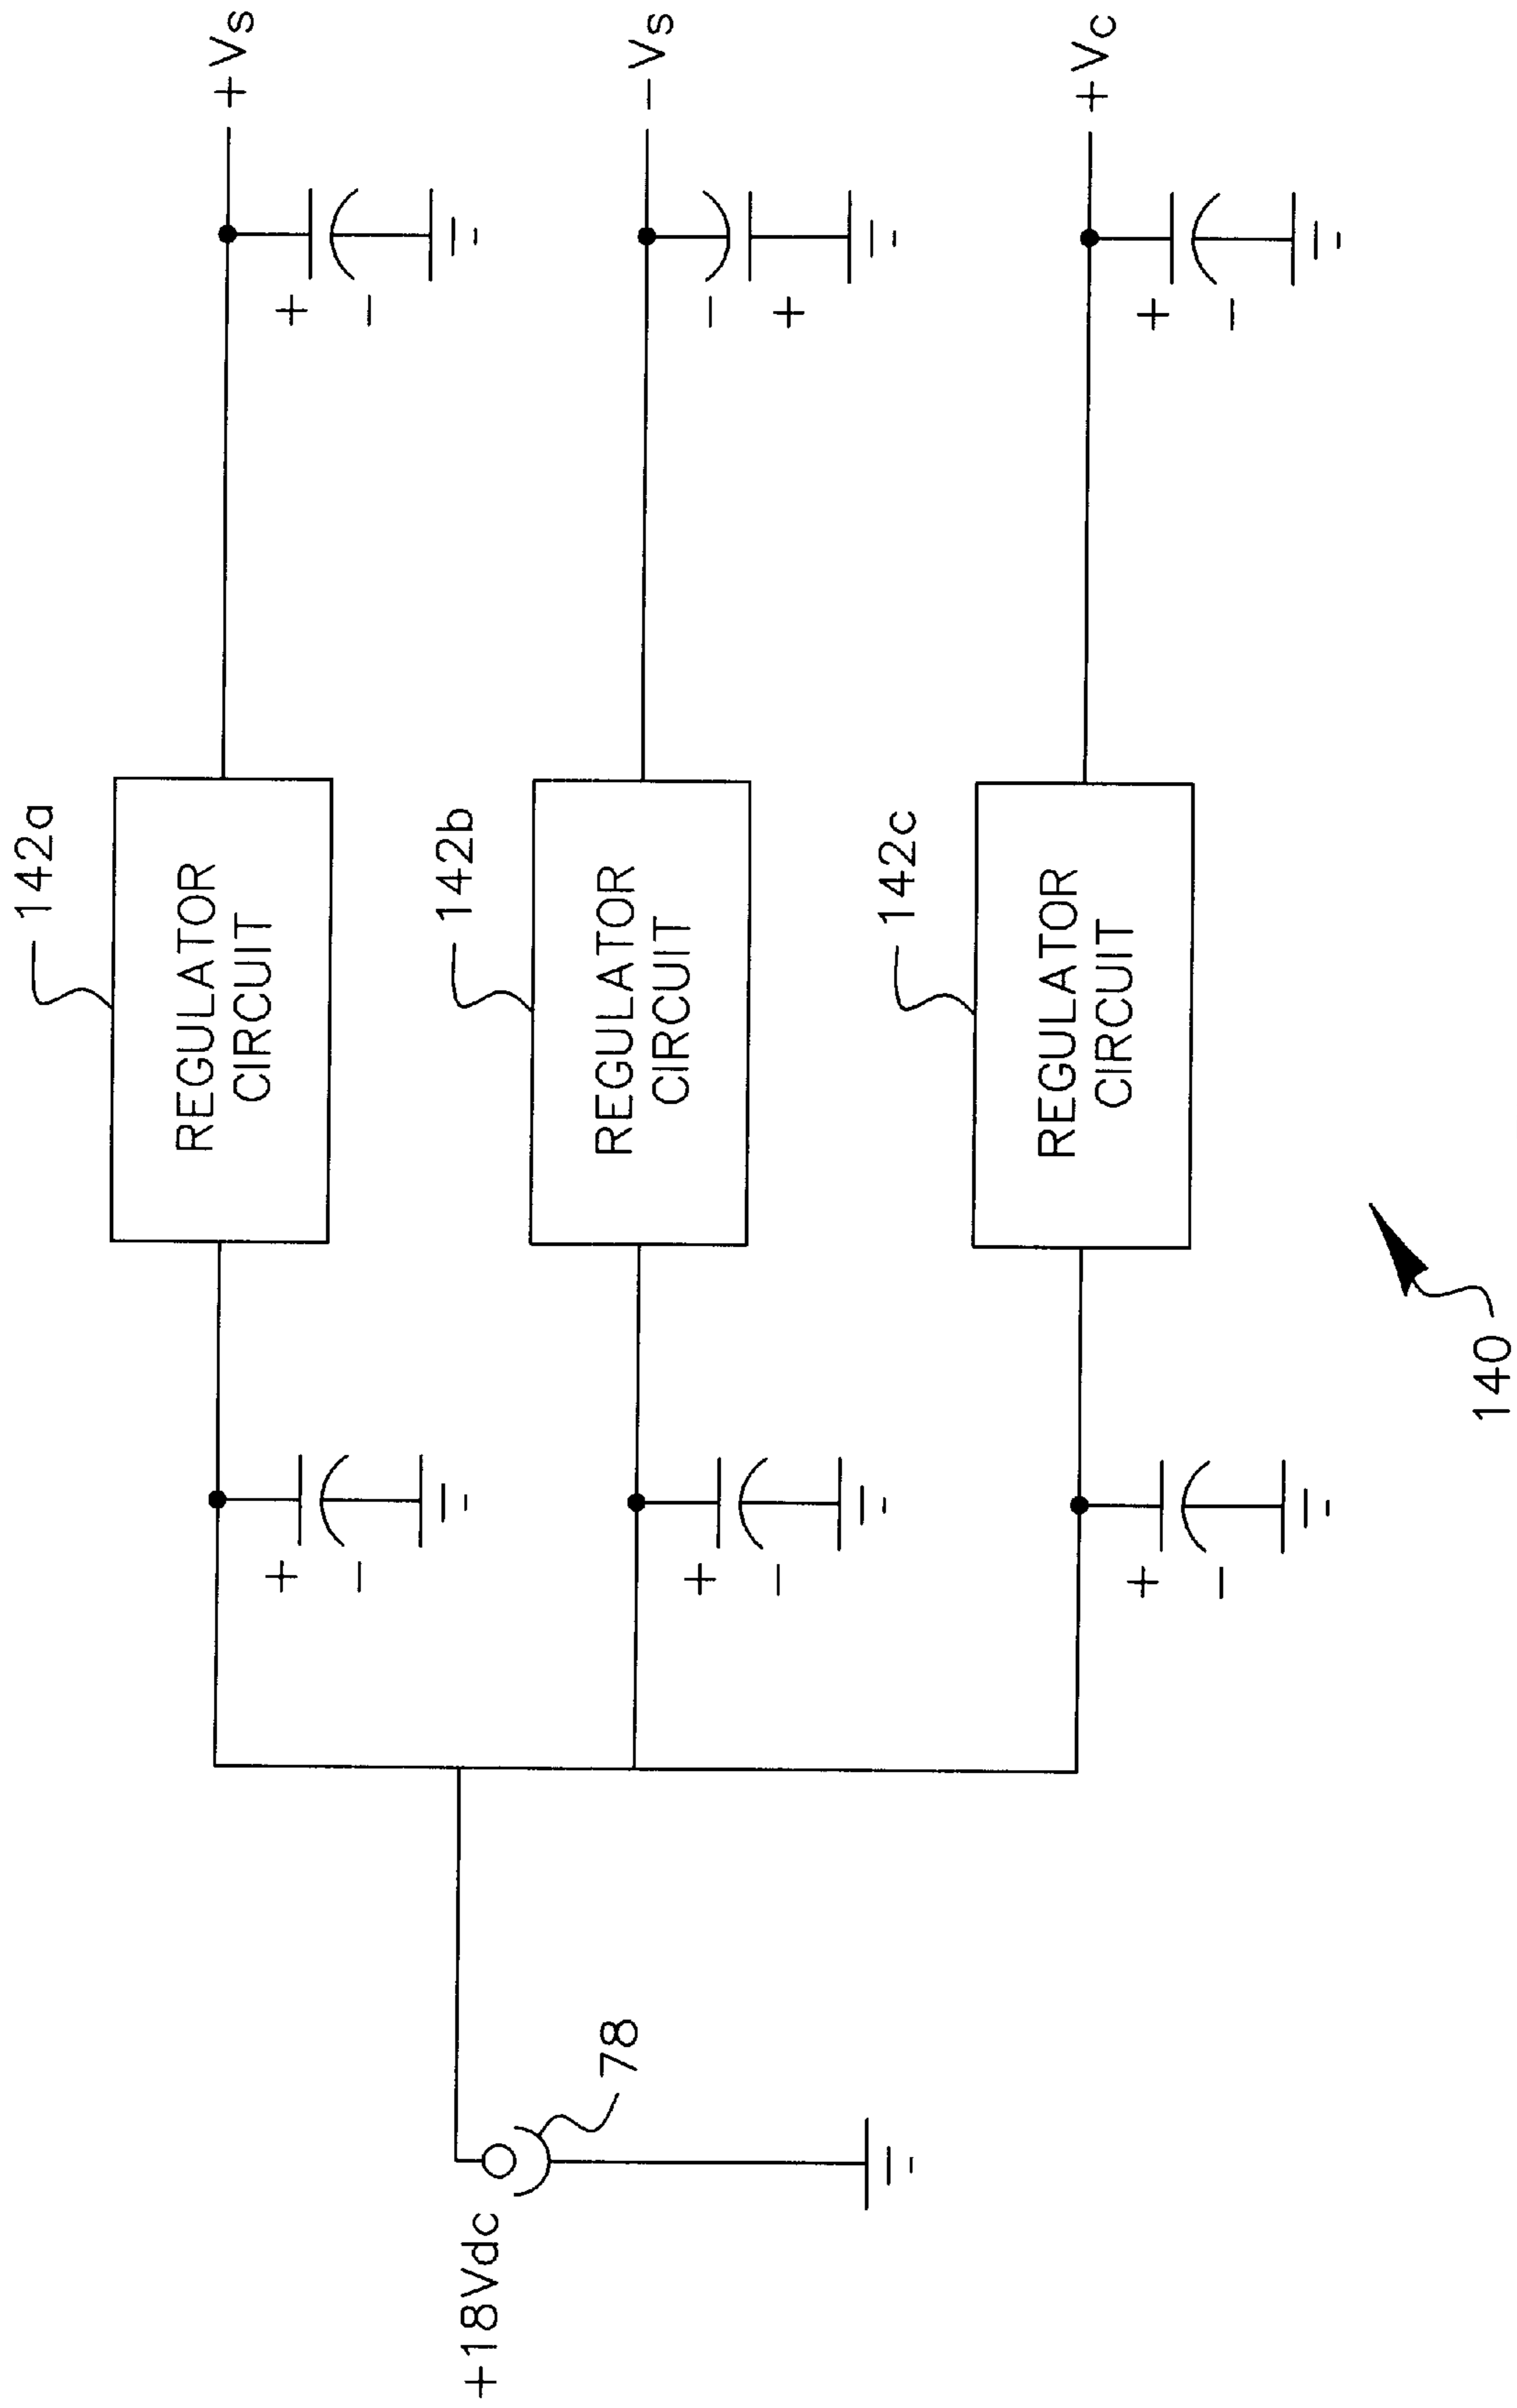 142a
REGULATOR
CIRCUIT
+
−
+
−
+Vs
142b
REGULATOR
CIRCUIT
+
−
−
+
−Vs
+18Vdc
78
142c
REGULATOR
CIRCUIT
+
−
+
−
+Vc
140